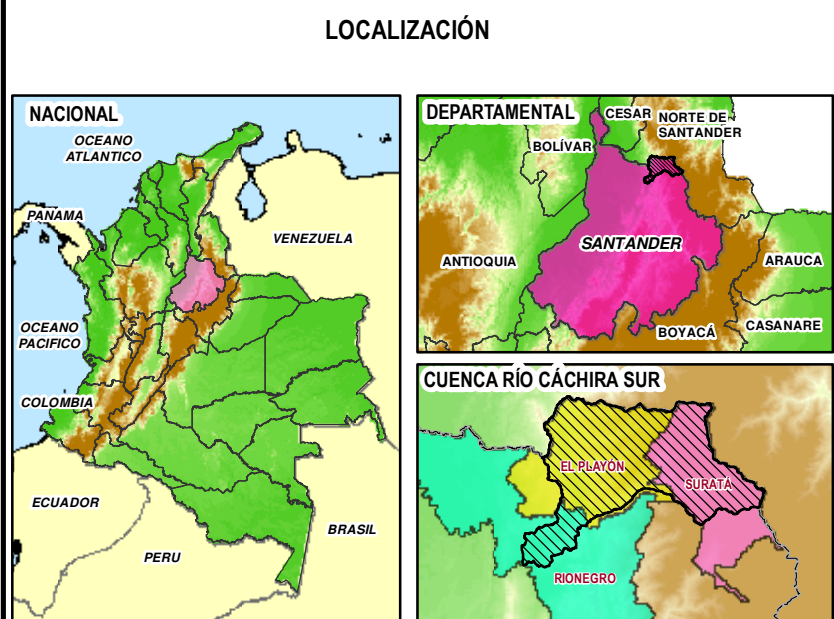 LOCALIZACIÓN
NACIONAL
OCEANO
ATLANTICO
PANAMA
VENEZUELA
OCEANO
PACIFICO
COLOMBIA
ECUADOR
BRASIL
PERU
DEPARTAMENTAL
CESAR
NORTE DE
SANTANDER
BOLÍVAR
SANTANDER
ANTIOQUIA
ARAUCA
BOYACÁ
CASANARE
CUENCA RÍO CÁCHIRA SUR
EL PLAYÓN
SURATÁ
RIONEGRO